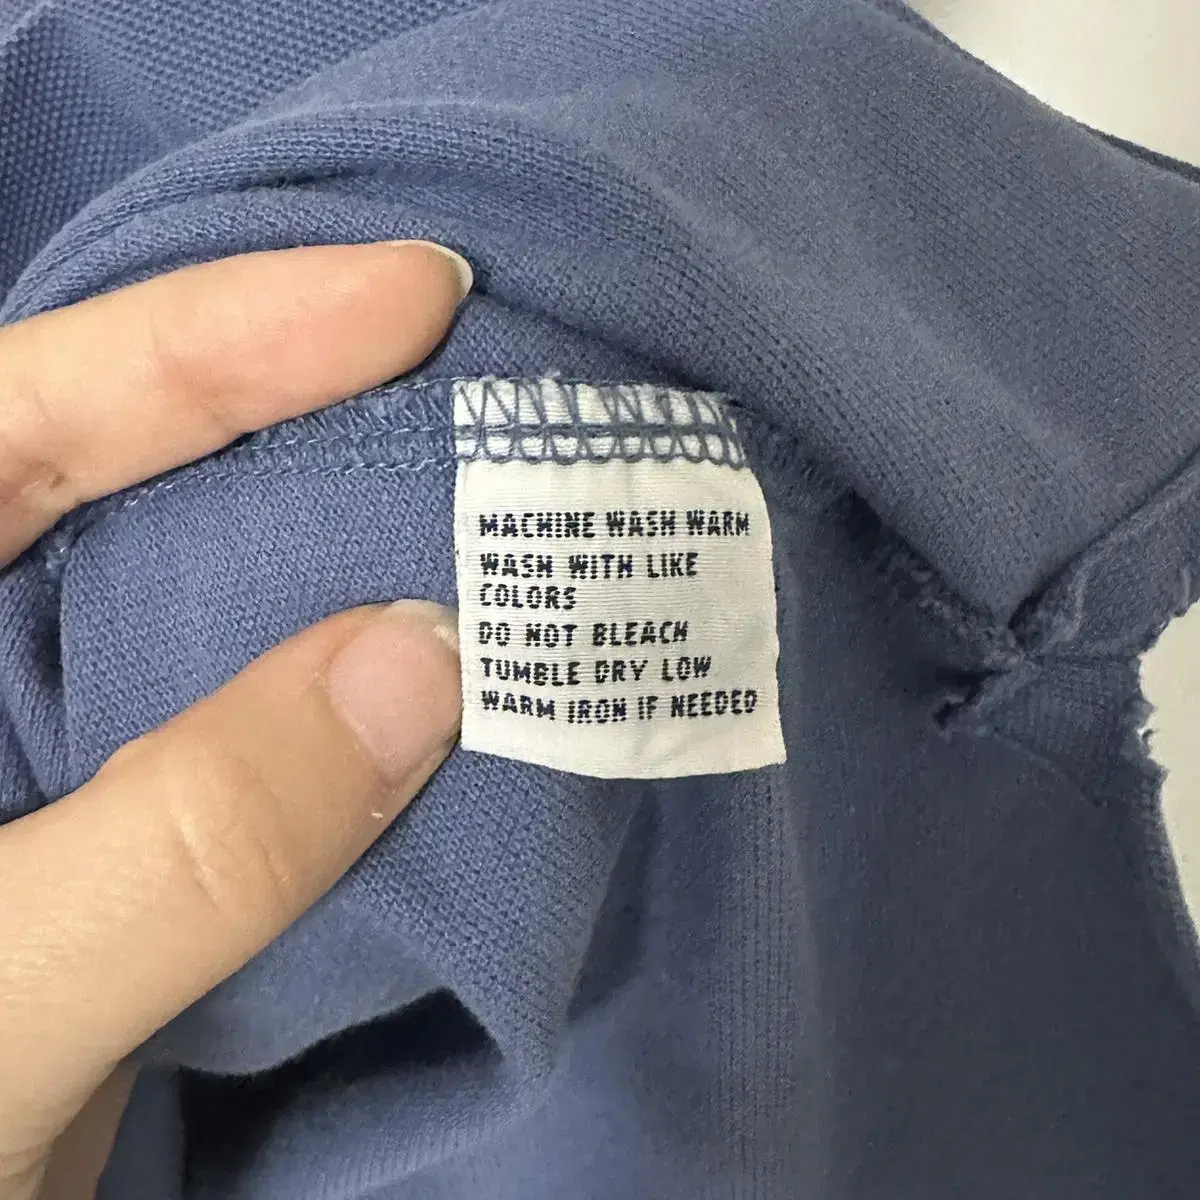 MACHINE WASH WARM
WASH WITH LIKE
COLORS
DO NOT BLEACH
TUMBLE DRY LOW
WARM IRON IF NEEDED